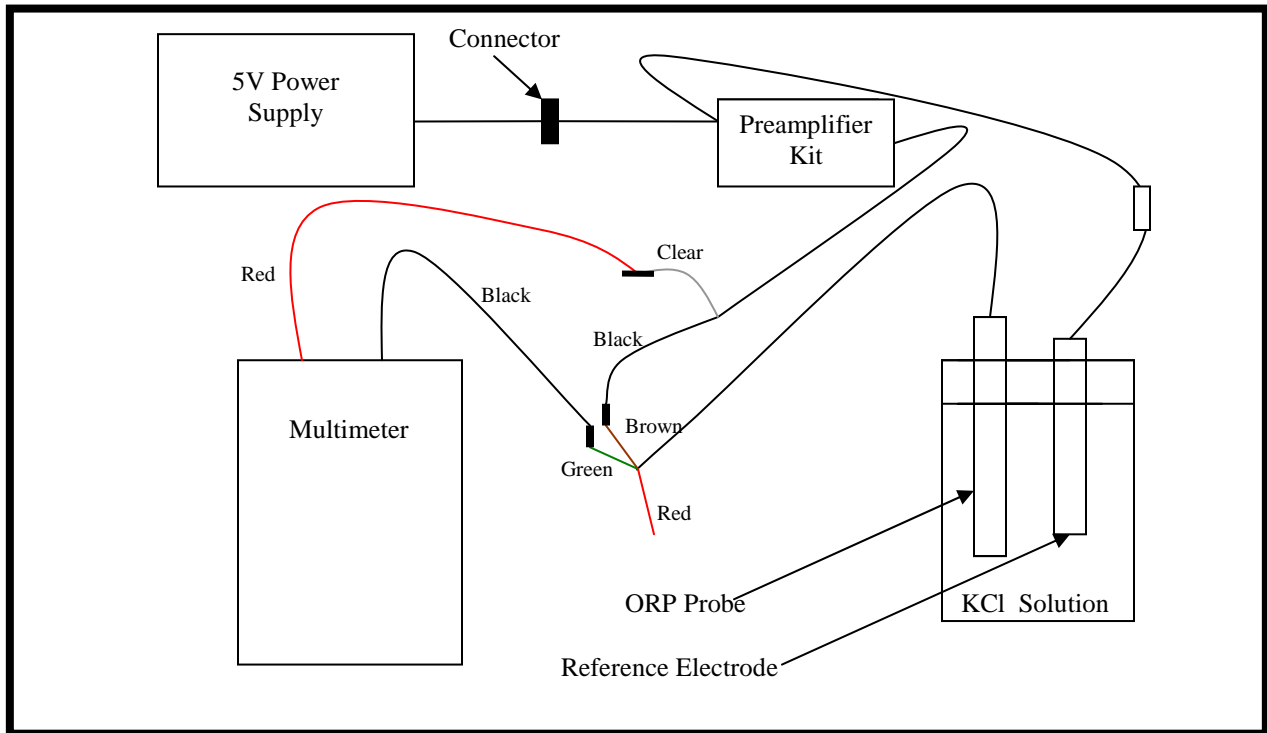 Connector
5V Power
Supply
Preamplifier
Kit
Clear
Red
Black
Black
Multimeter
Brown
Green
Red
ORP Probe
KCl Solution
Reference Electrode